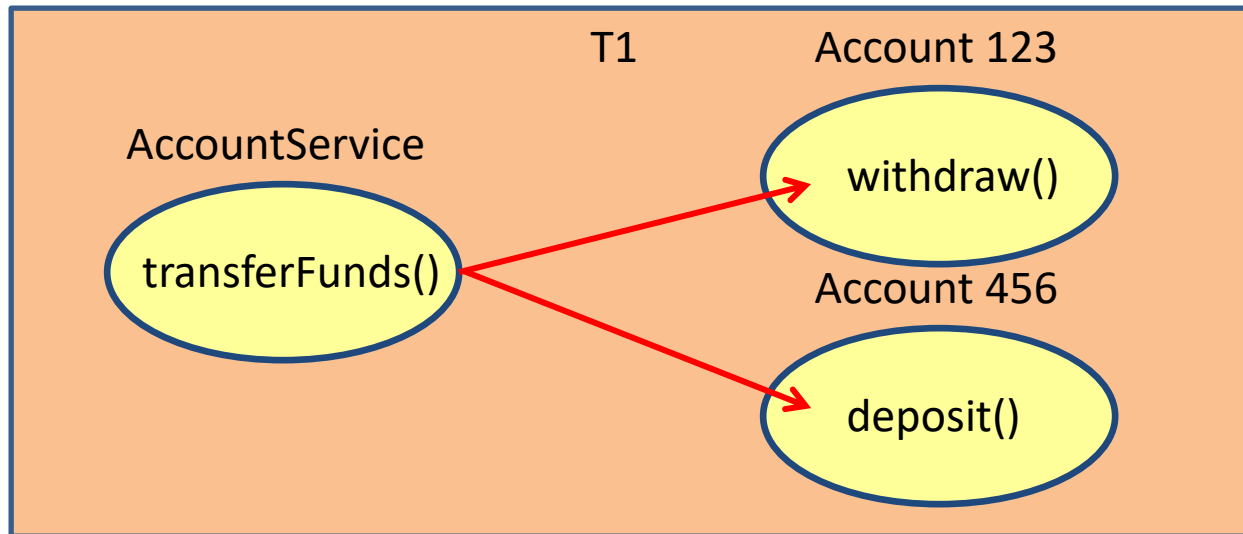 T1
Account 123
AccountService
withdraw()
transferFunds()
Account 456
deposit()